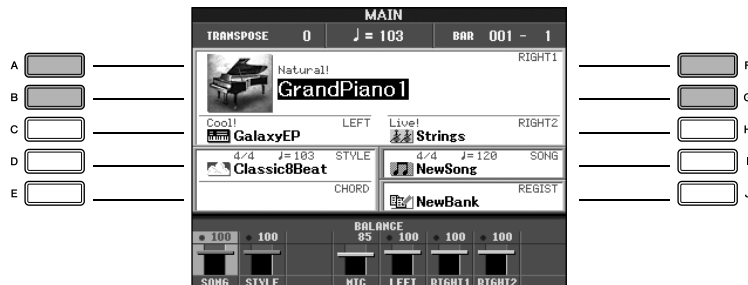 MAIN
TRANSPOSE 0 ♩= 103 BAR 001 - 1
RIGHT1
Natural!
GrandPiano1
Cool! LEFT Live! RIGHT2
GalaxyEP Strings
4/4 ♩=103 STYLE 4/4 ♩=120 SONG
Classic8Beat NewSong
CHORD REGIST
NewBank
BALANCE
100 100 85 100 100 100
SONG STYLE MIC LEFT RIGHT1 RIGHT2
A
B
C
D
E
F
G
H
I
J